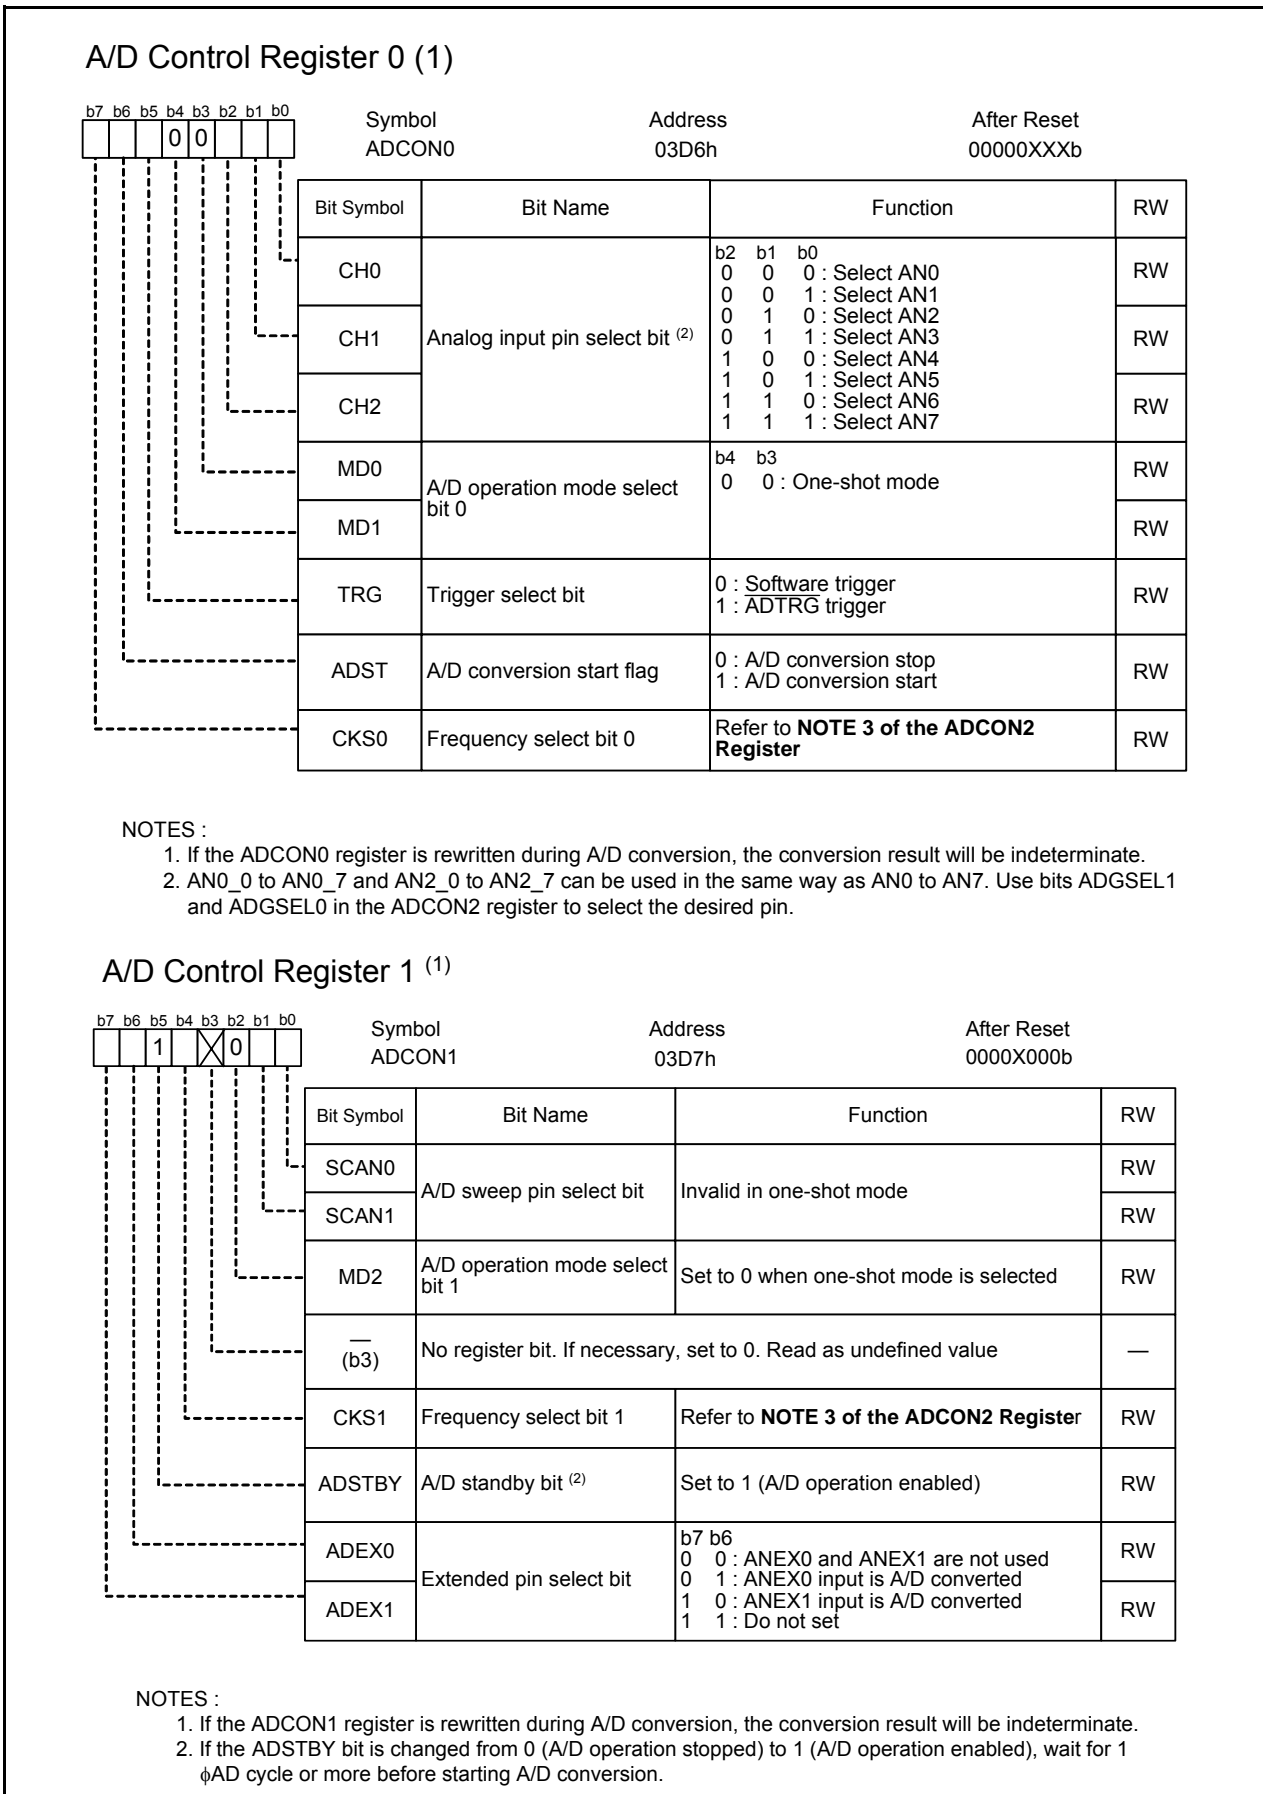 A/D Control Register 0 (1)
b7 b6 b5 b4 b3 b2 b1 b0
0 0
Symbol Address After Reset
ADCON0 03D6h 00000XXXb
Bit Symbol Bit Name Function RW
CH0 RW
CH1 RW
CH2 RW
Analog input pin select bit (2)
b2 b1 b0
0 0 0 : Select AN0
0 0 1 : Select AN1
0 1 0 : Select AN2
0 1 1 : Select AN3
1 0 0 : Select AN4
1 0 1 : Select AN5
1 1 0 : Select AN6
1 1 1 : Select AN7
MD0 RW
MD1 RW
A/D operation mode select
bit 0
b4 b3
0 0 : One-shot mode
TRG Trigger select bit RW
0 : Software trigger
1 : ADTRG trigger
ADST A/D conversion start flag RW
0 : A/D conversion stop
1 : A/D conversion start
CKS0 Frequency select bit 0 RW
Refer to NOTE 3 of the ADCON2
Register
NOTES :
1. If the ADCON0 register is rewritten during A/D conversion, the conversion result will be indeterminate.
2. AN0_0 to AN0_7 and AN2_0 to AN2_7 can be used in the same way as AN0 to AN7. Use bits ADGSEL1
and ADGSEL0 in the ADCON2 register to select the desired pin.
A/D Control Register 1 (1)
b7 b6 b5 b4 b3 b2 b1 b0
1 0
Symbol Address After Reset
ADCON1 03D7h 0000X000b
Bit Symbol Bit Name Function RW
SCAN0 RW
SCAN1 RW
A/D sweep pin select bit Invalid in one-shot mode
MD2 RW
A/D operation mode select
bit 1
Set to 0 when one-shot mode is selected
—
(b3)
No register bit. If necessary, set to 0. Read as undefined value —
CKS1 Frequency select bit 1 Refer to NOTE 3 of the ADCON2 Register RW
ADSTBY A/D standby bit (2) Set to 1 (A/D operation enabled) RW
ADEX0 RW
ADEX1 RW
Extended pin select bit
b7 b6
0 0 : ANEX0 and ANEX1 are not used
0 1 : ANEX0 input is A/D converted
1 0 : ANEX1 input is A/D converted
1 1 : Do not set
NOTES :
1. If the ADCON1 register is rewritten during A/D conversion, the conversion result will be indeterminate.
2. If the ADSTBY bit is changed from 0 (A/D operation stopped) to 1 (A/D operation enabled), wait for 1
ϕAD cycle or more before starting A/D conversion.